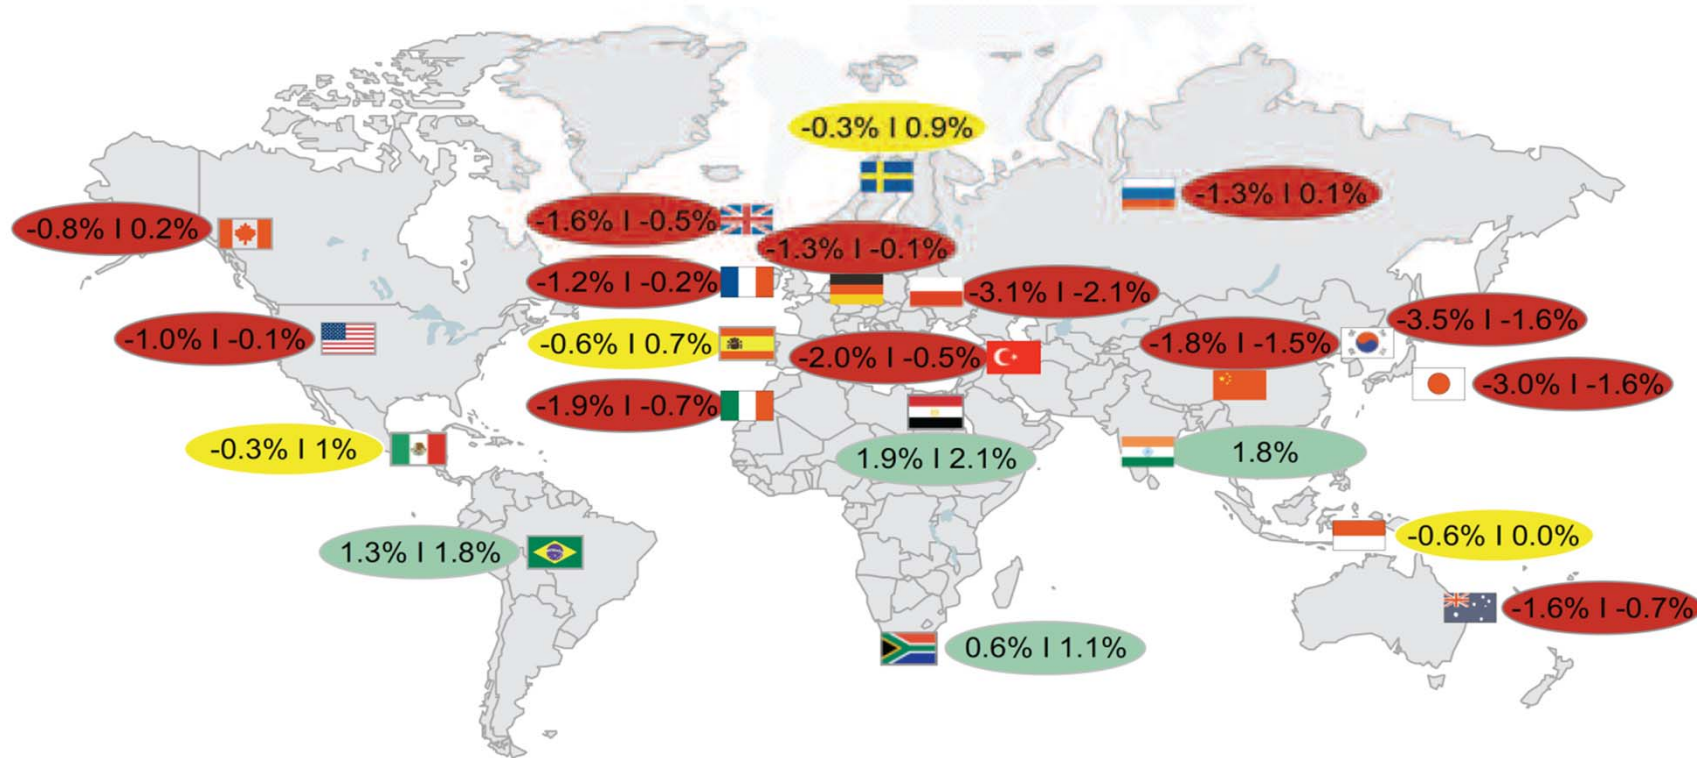 -0.3% I 0.9%
-1.3% I 0.1%
-1.6% I -0.5%
-0.8% I 0.2%
-1.3% I -0.1%
-1.2% I -0.2%
-3.1% I -2.1%
-3.5% I -1.6%
-1.0% I -0.1%
-0.6% I 0.7%
-2.0% I -0.5%
-1.8% I -1.5%
-3.0% I -1.6%
-1.9% I -0.7%
-0.3% I 1%
1.9% I 2.1%
1.8%
-0.6% I 0.0%
1.3% I 1.8%
-1.6% I -0.7%
0.6% I 1.1%